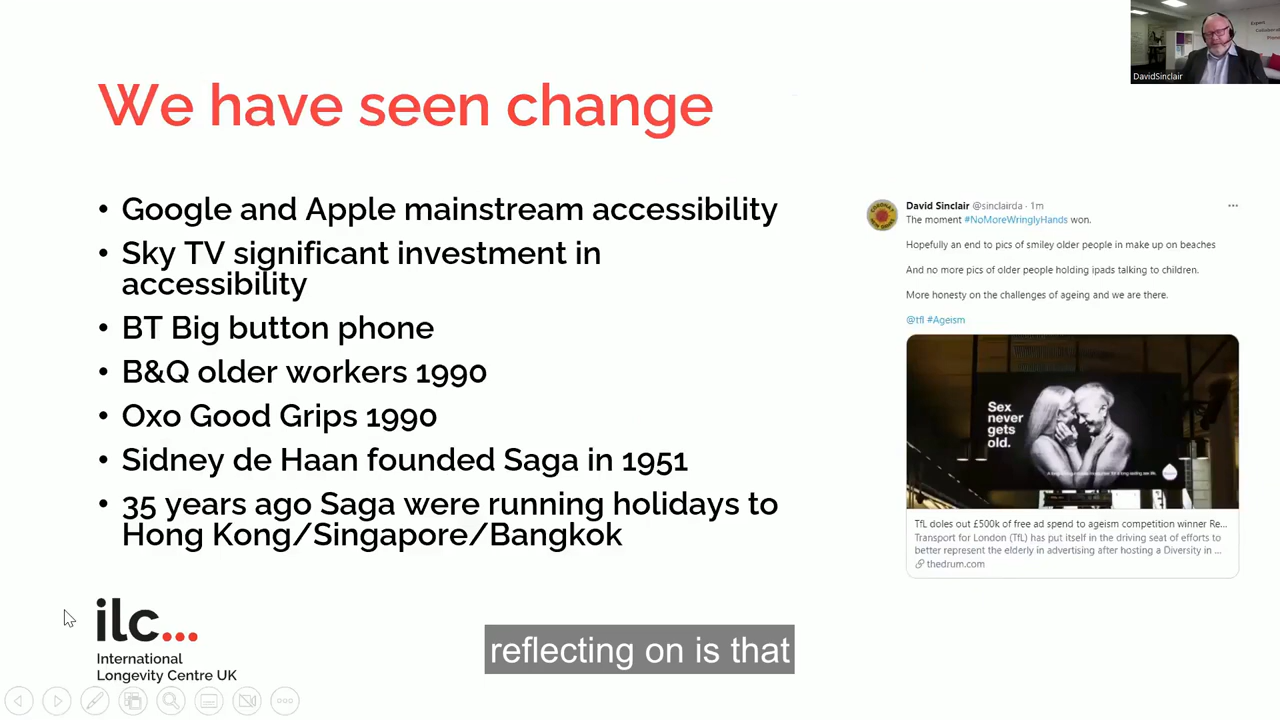 We have seen change
• Google and Apple mainstream accessibility
• Sky TV significant investment in
accessibility
• BT Big button phone
• B&Q older workers 1990
• Oxo Good Grips 1990
• Sidney de Haan founded Saga in 1951
• 35 years ago Saga were running holidays to
Hong Kong/Singapore/Bangkok
ilc...
International
Longevity Centre UK
David Sinclair @sinclairda · 1m
The moment #NoMoreWringlyHands won.
Hopefully an end to pics of smiley older people in make up on beaches
And no more pics of older people holding ipads talking to children.
More honesty on the challenges of ageing and we are there.
@tfl #Ageism
Sex
never
gets
old.
TfL doles out £500k of free ad spend to ageism competition winner Re...
Transport for London (TfL) has put itself in the driving seat of efforts to
better represent the elderly in advertising after hosting a Diversity in ...
thedrum.com
DavidSinclair
reflecting on is that